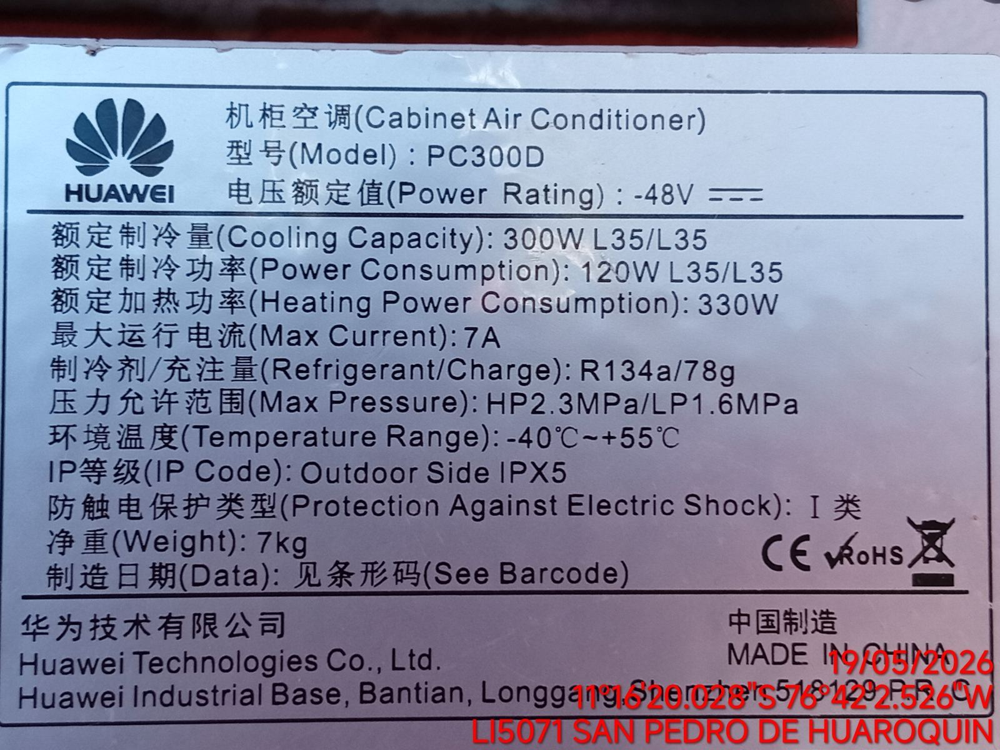 机柜空调(Cabinet Air Conditioner)
型号(Model) : PC300D
HUAWEI
电压额定值(Power Rating) : -48V
额定制冷量(Cooling Capacity): 300W L35/L35
额定制冷功率(Power Consumption): 120W L35/L35
额定加热功率(Heating Power Consumption): 330W
最大运行电流(Max Current): 7A
制冷剂/充注量(Refrigerant/Charge): R134a/78g
压力允许范围(Max Pressure): HP2.3MPa/LP1.6MPa
环境温度(Temperature Range): -40℃~+55℃
IP等级(IP Code): Outdoor Side IPX5
防触电保护类型(Protection Against Electric Shock): I 类
净重(Weight): 7kg
CE RoHS
制造日期(Data): 见条形码(See Barcode)
华为技术有限公司
中国制造
Huawei Technologies Co., Ltd.
MADE IN CHINA
Huawei Industrial Base, Bantian, Longgang, Shenzhen 518129 P.R.C
19/05/2026
11°16'20.028"S 76°42'2.526"W
LI5071 SAN PEDRO DE HUAROQUIN